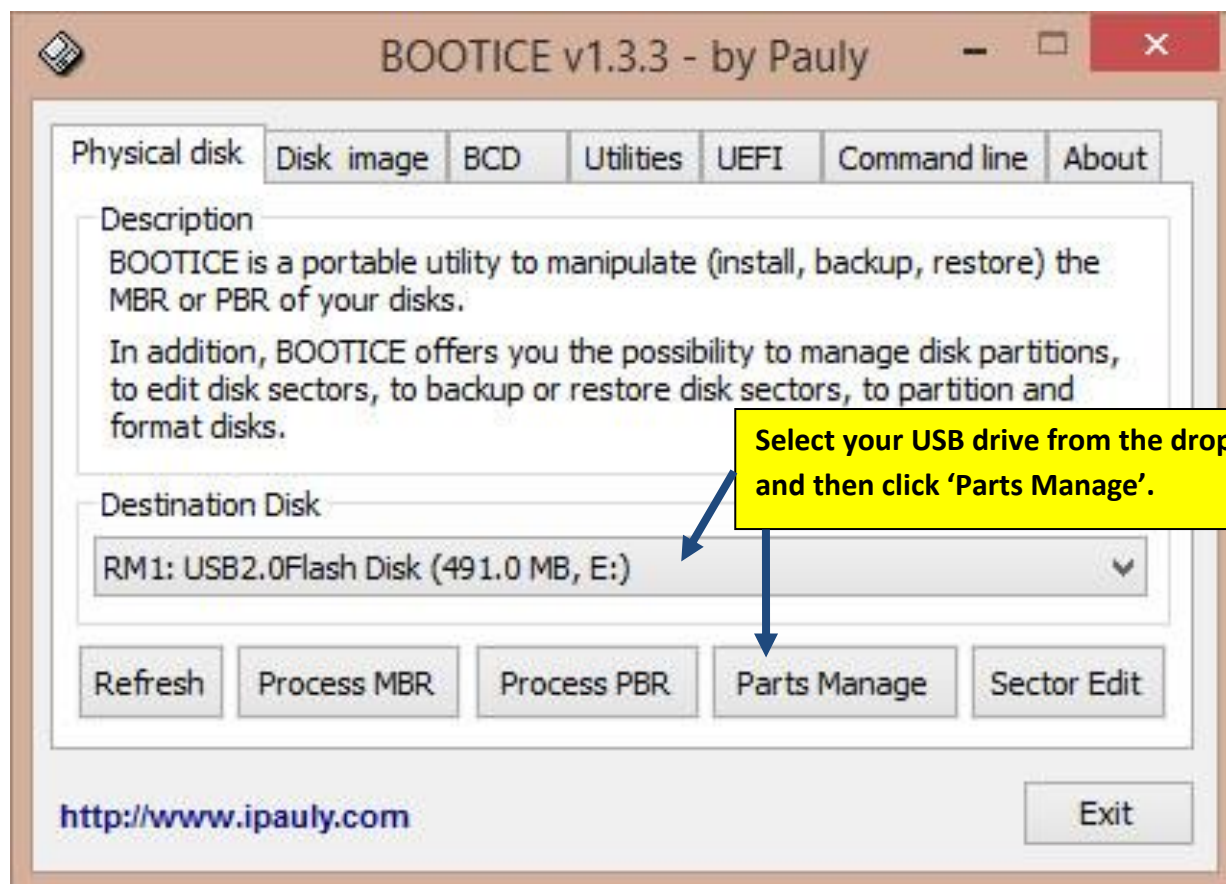 BOOTICE v1.3.3 - by Pauly
Physical disk Disk image BCD Utilities UEFI Command line About
Description
BOOTICE is a portable utility to manipulate (install, backup, restore) the
MBR or PBR of your disks.
In addition, BOOTICE offers you the possibility to manage disk partitions,
to edit disk sectors, to backup or restore disk sectors, to partition and
format disks.
Select your USB drive from the drop
and then click ‘Parts Manage’.
Destination Disk
RM1: USB2.0Flash Disk (491.0 MB, E:)
Refresh Process MBR Process PBR Parts Manage Sector Edit
http://www.ipauly.com
Exit